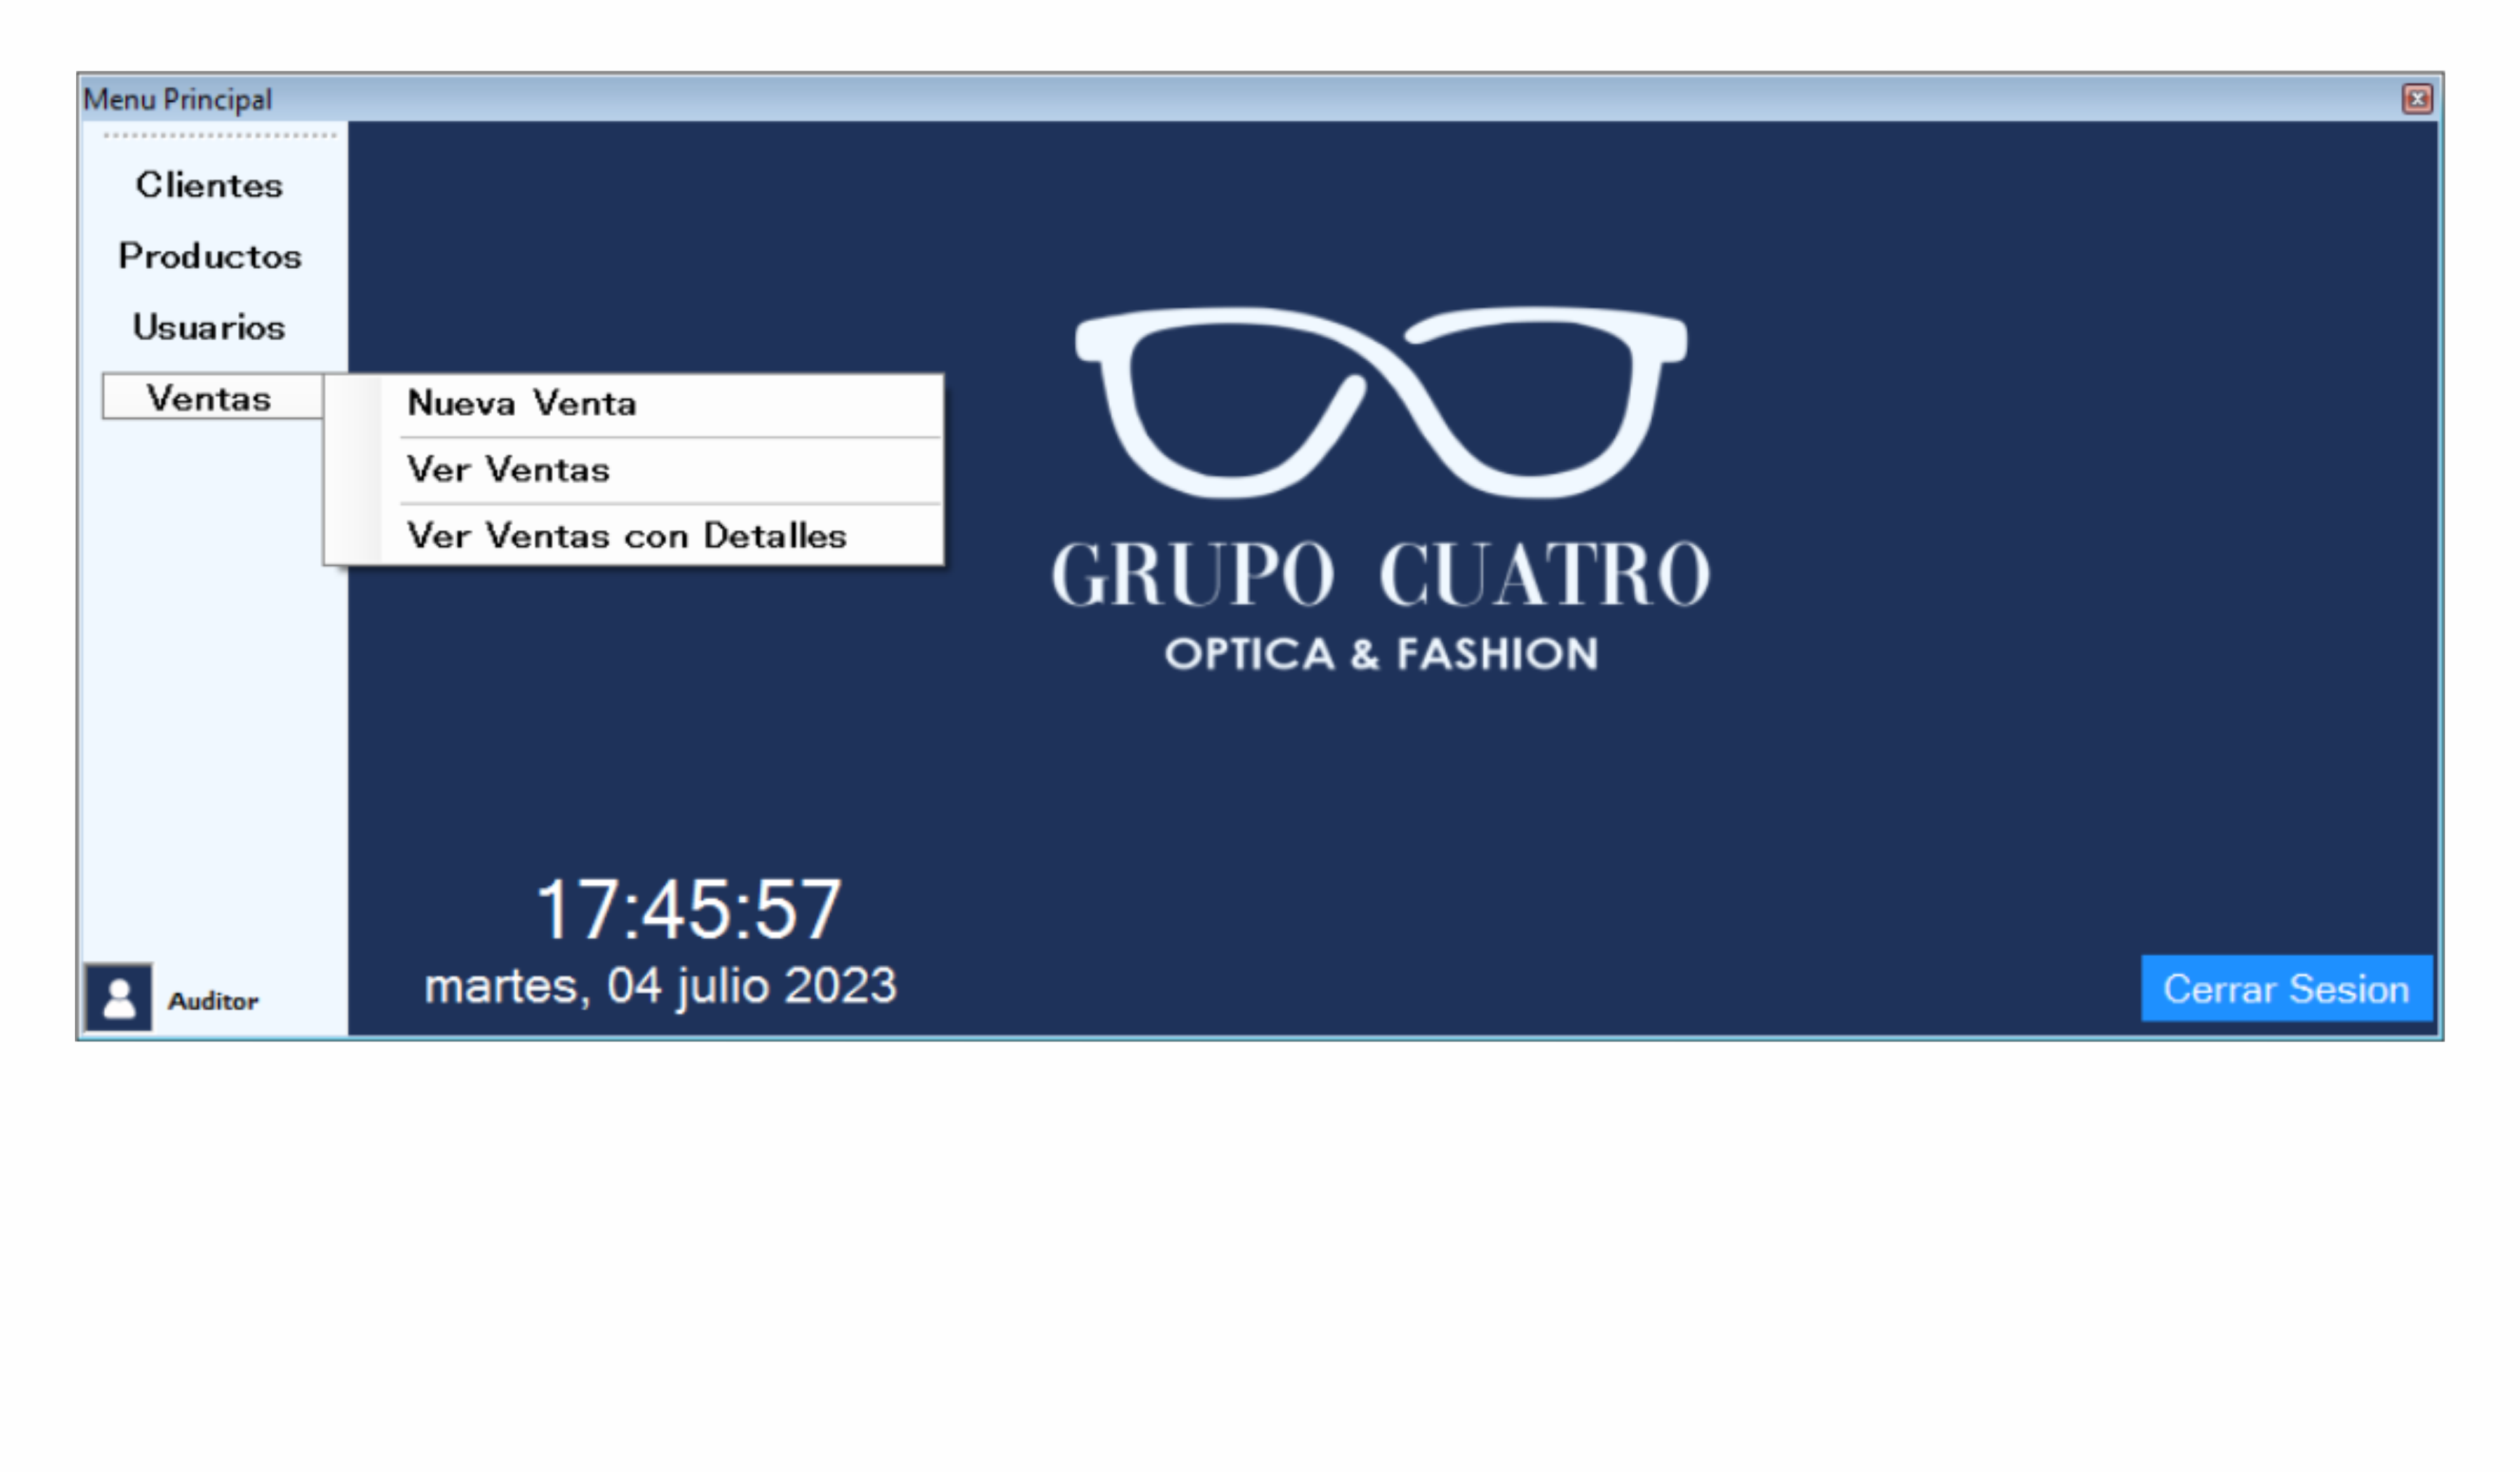 Menu Principal
Clientes
Productos
Usuarios
Ventas
Nueva Venta
Ver Ventas
Ver Ventas con Detalles
GRUPO CUATRO
OPTICA & FASHION
17:45:57
martes, 04 julio 2023
Auditor
Cerrar Sesion